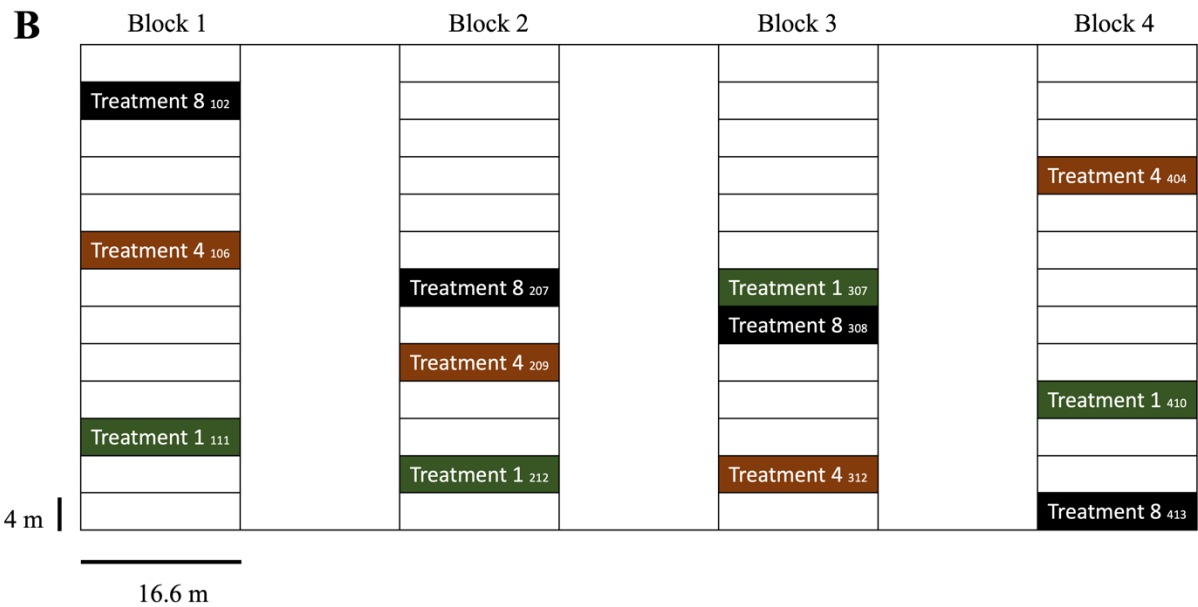 B
Block 1
Block 2
Block 3
Block 4
Treatment 8 102
Treatment 4 404
Treatment 4 106
Treatment 8 207
Treatment 1 307
Treatment 8 308
Treatment 4 209
Treatment 1 410
Treatment 1 111
Treatment 1 212
Treatment 4 312
Treatment 8 413
4 m
16.6 m